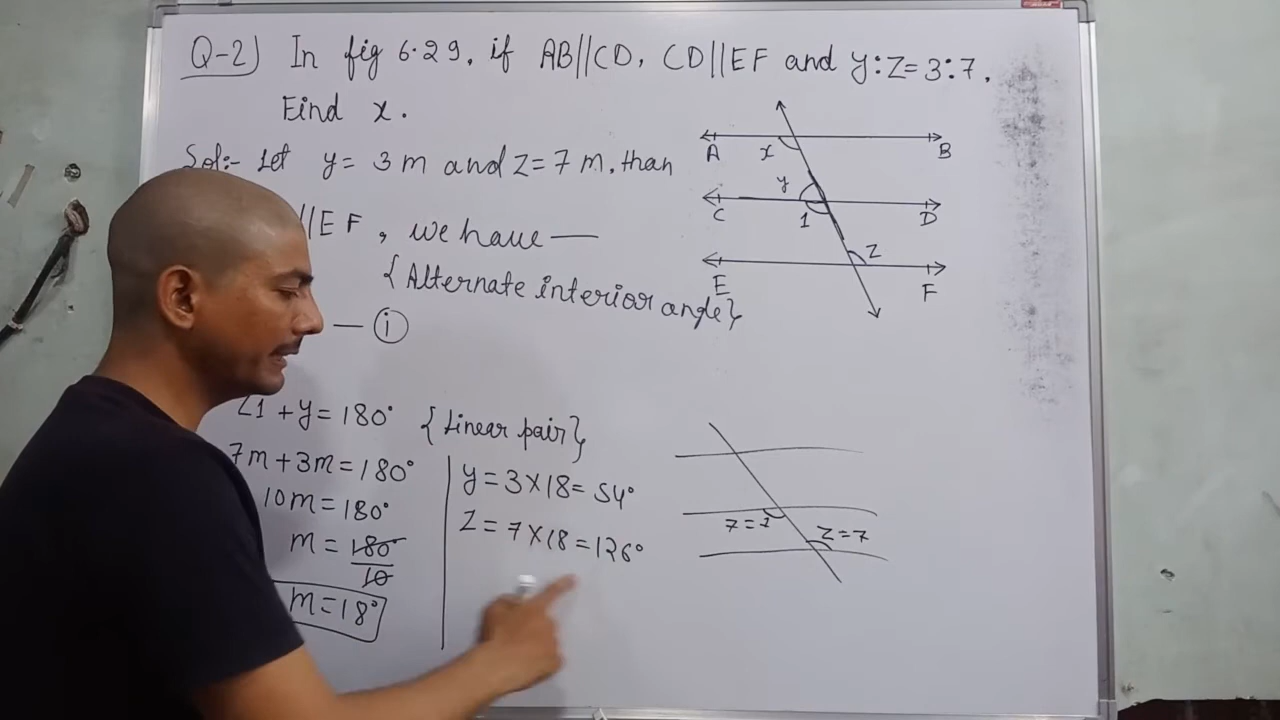 Q-2) In fig 6.29, if AB||CD, CD||EF and y:z=3:7.
Find x.
Sol:- Let y= 3m and z=7m, than
||EF, we have —
{Alternate interior angle}
— (i)
∠1 + y = 180°
{Linear pair}
7m+3m=180°
10m=180°
m = 180°/10
m=18°
y=3×18=54°
z=7×18=126°
A
B
x
y
C
1
D
z
E
F
7=1
z=7